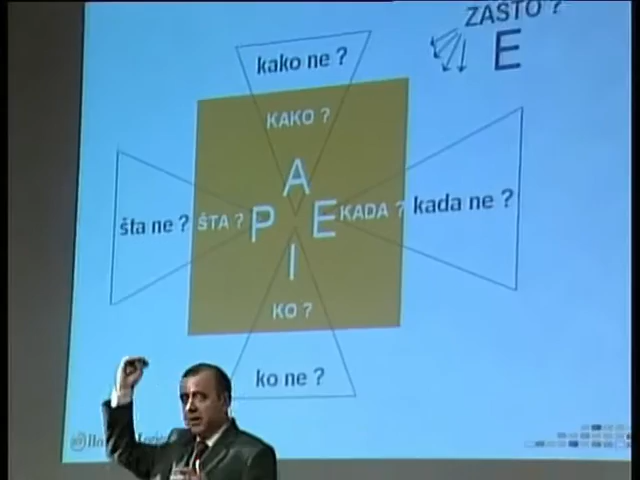 ZAŠTO ?
E
kako ne ?
KAKO ?
A
šta ne ?
ŠTA ?
P
E
KADA ?
kada ne ?
I
KO ?
ko ne ?